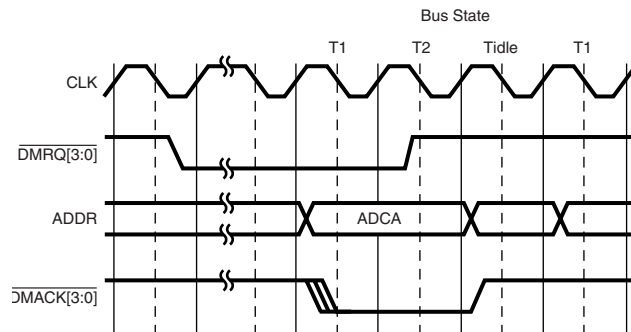 Bus State
T1 T2 Tidle T1
CLK
DMRQ[3:0]
ADDR
ADCA
DMACK[3:0]